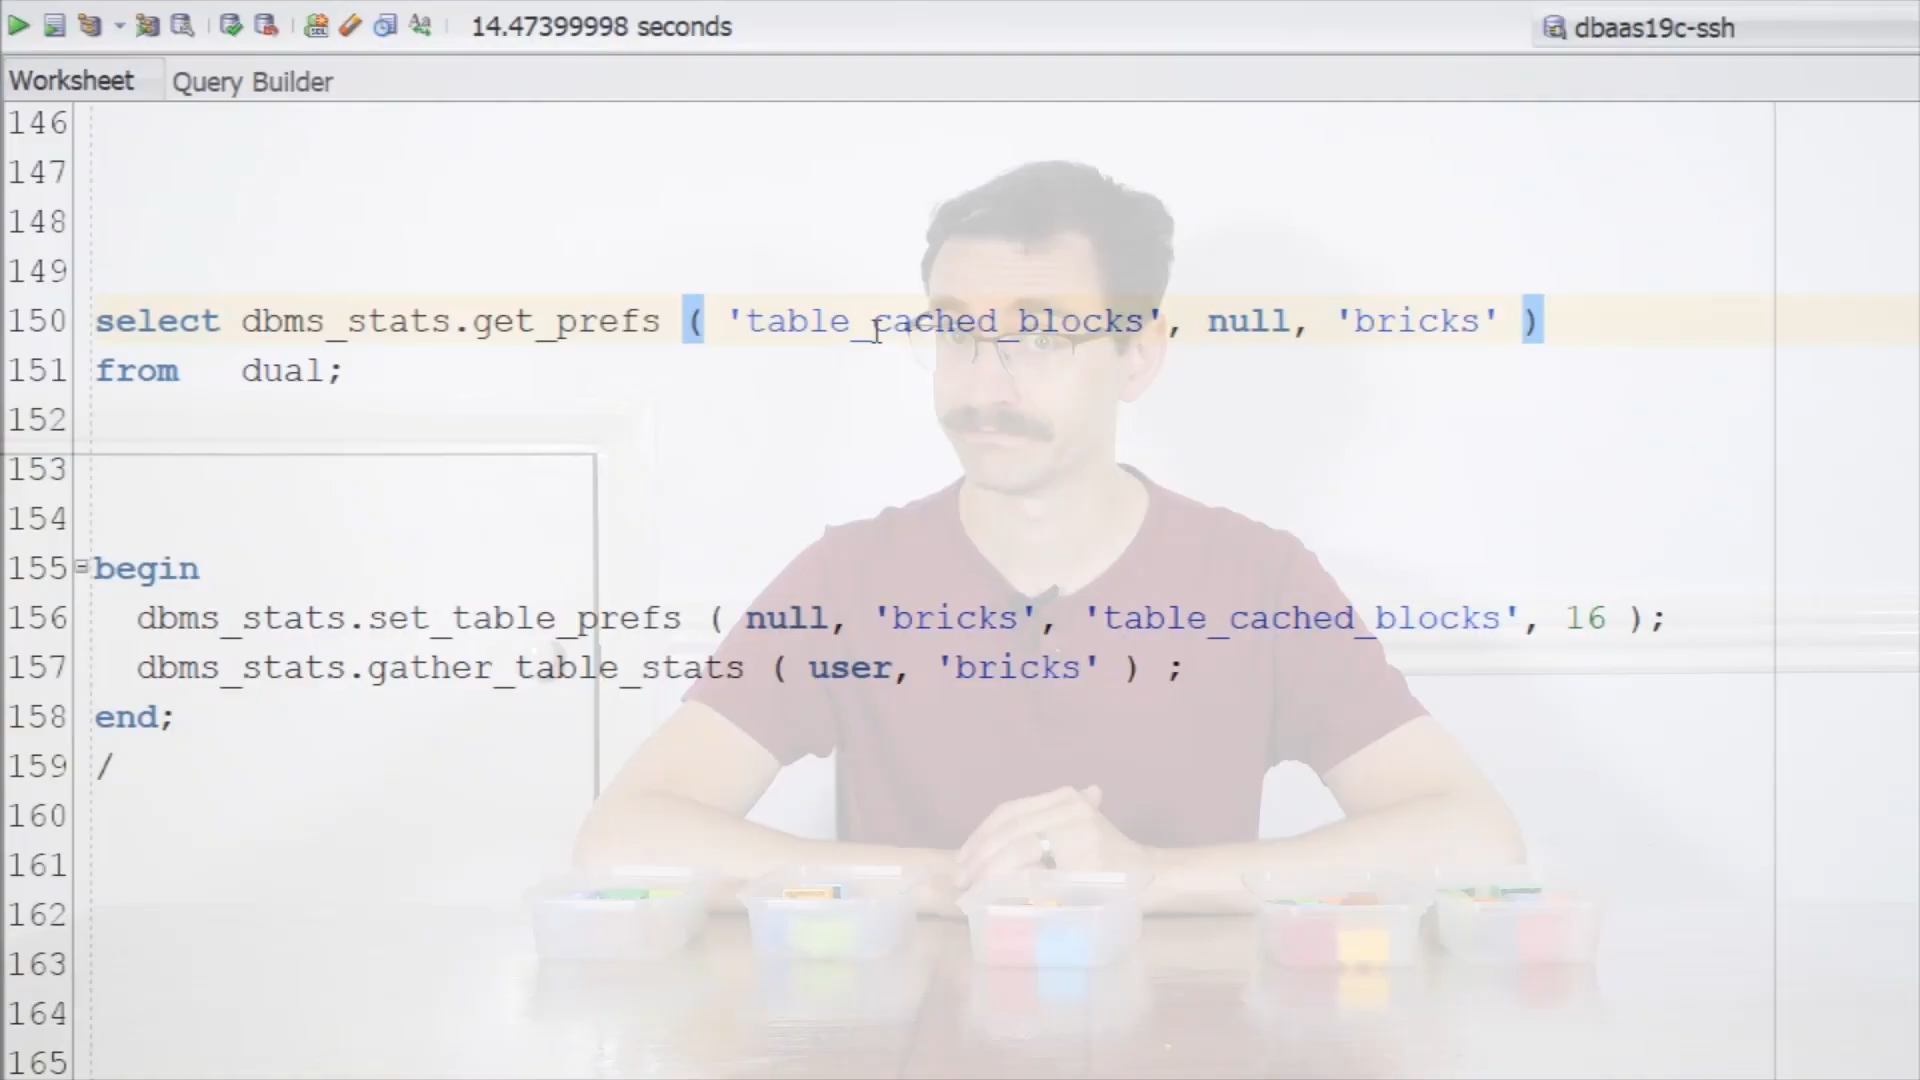 14.47399998 seconds
dbaas19c-ssh
Worksheet
Query Builder
146
147
148
149
150 select dbms_stats.get_prefs ( 'table_cached_blocks', null, 'bricks' )
151 from dual;
152
153
154
155 begin
156 dbms_stats.set_table_prefs ( null, 'bricks', 'table_cached_blocks', 16 );
157 dbms_stats.gather_table_stats ( user, 'bricks' ) ;
158 end;
159 /
160
161
162
163
164
165